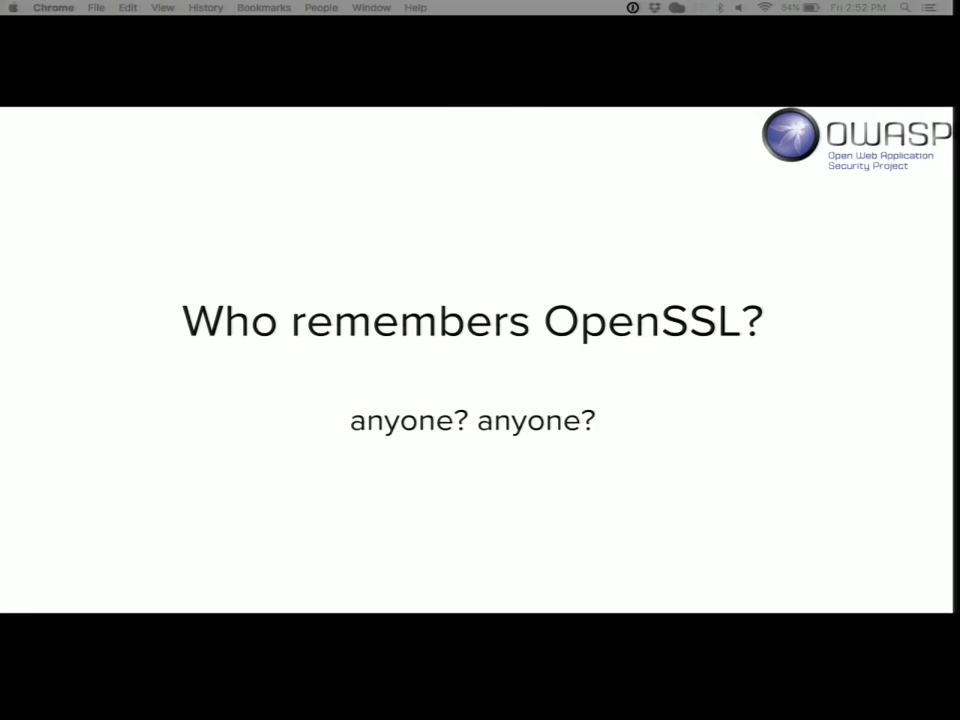 Chrome File Edit View History Bookmarks People Window Help 84% Fri 2:52 PM
OWASP
Open Web Application
Security Project
Who remembers OpenSSL?
anyone? anyone?